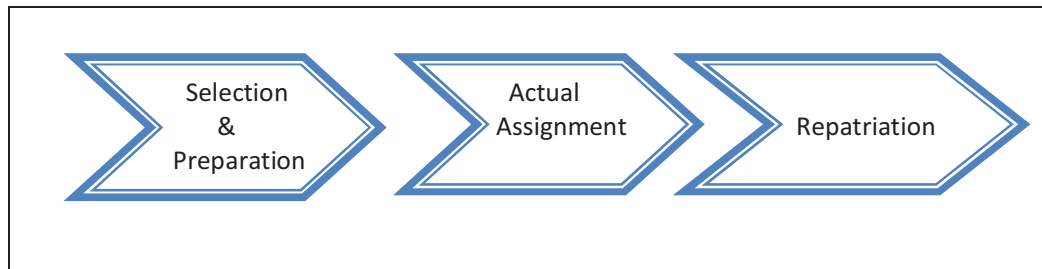 Selection
&
Preparation
Actual
Assignment
Repatriation